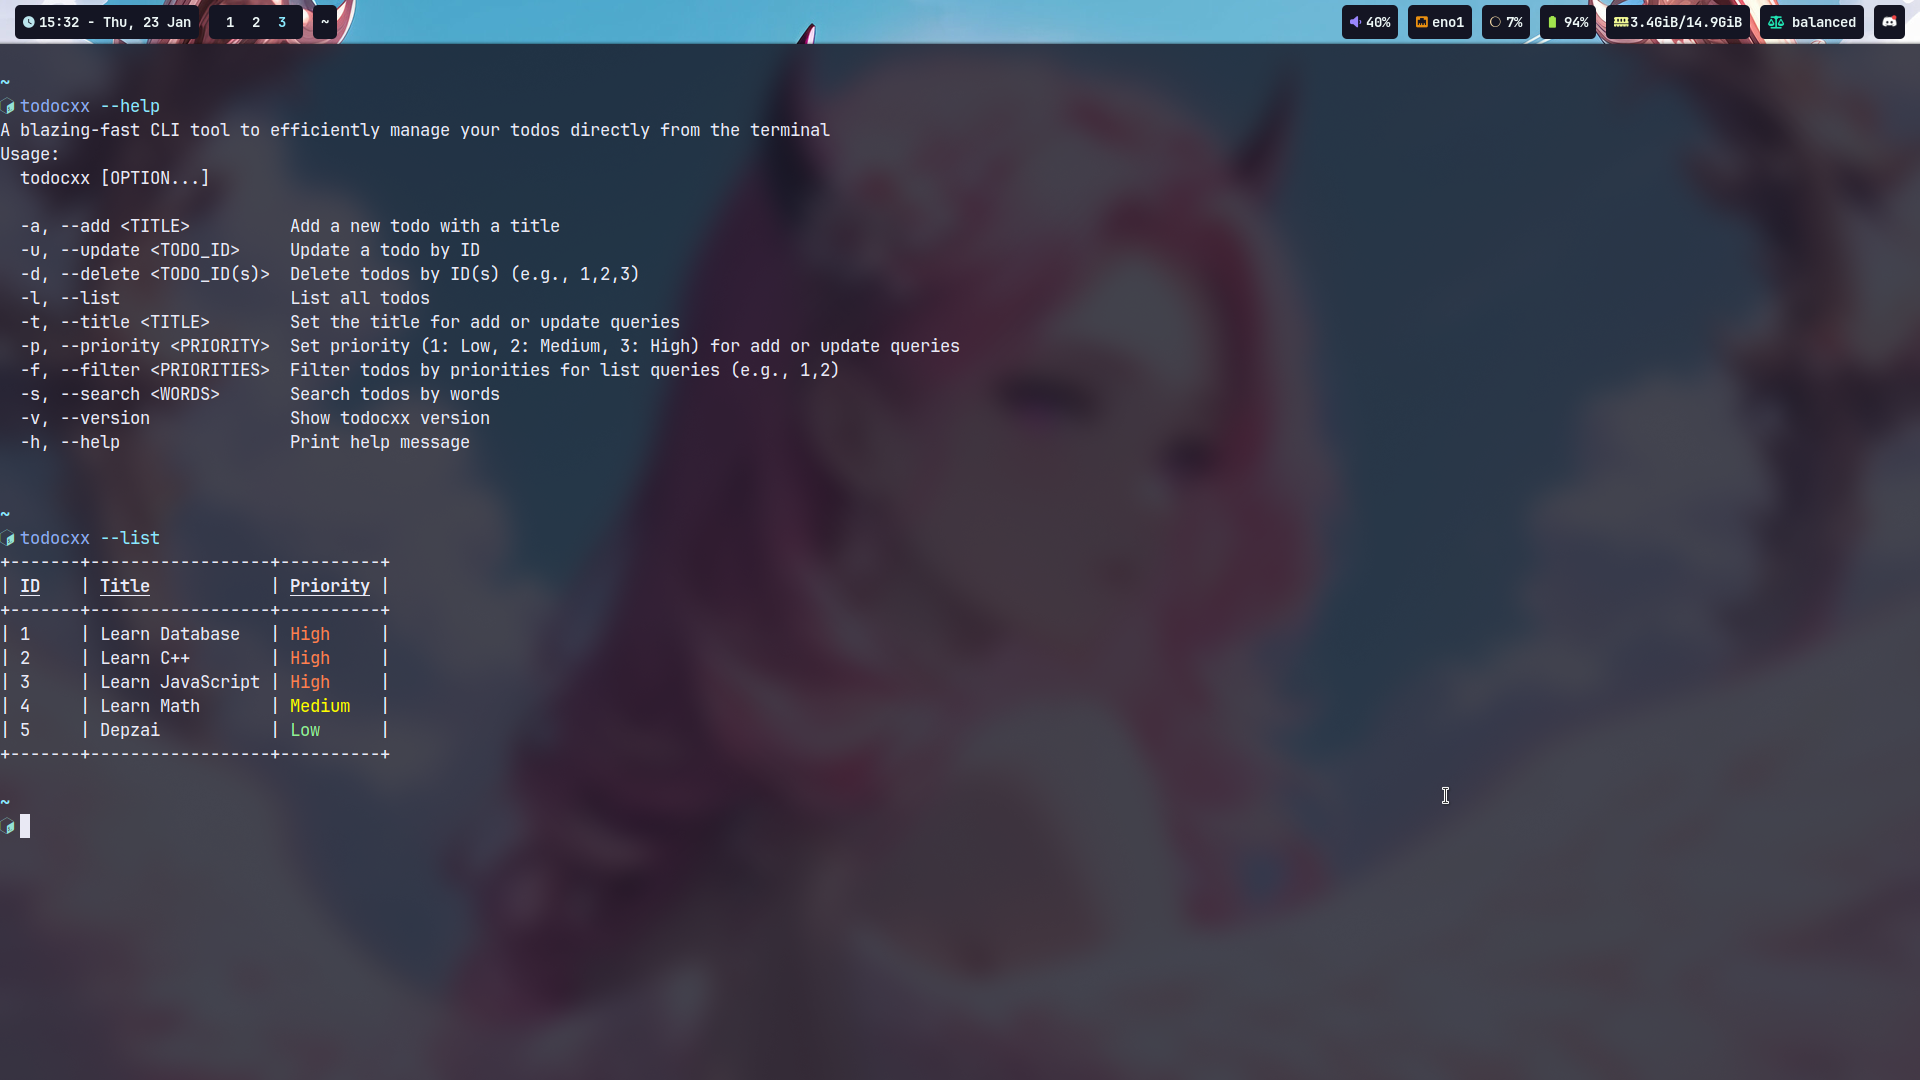 15:32 - Thu, 23 Jan 1 2 3 ~ 40% eno1 7% 94% 3.4GiB/14.9GiB balanced
~
todocxx --help
A blazing-fast CLI tool to efficiently manage your todos directly from the terminal
Usage:
  todocxx [OPTION...]

  -a, --add <TITLE>          Add a new todo with a title
  -u, --update <TODO_ID>     Update a todo by ID
  -d, --delete <TODO_ID(s)>  Delete todos by ID(s) (e.g., 1,2,3)
  -l, --list                 List all todos
  -t, --title <TITLE>        Set the title for add or update queries
  -p, --priority <PRIORITY>  Set priority (1: Low, 2: Medium, 3: High) for add or update queries
  -f, --filter <PRIORITIES>  Filter todos by priorities for list queries (e.g., 1,2)
  -s, --search <WORDS>       Search todos by words
  -v, --version              Show todocxx version
  -h, --help                 Print help message

~
todocxx --list
+-------+------------------+----------+
| ID    | Title            | Priority |
+-------+------------------+----------+
| 1     | Learn Database   | High     |
| 2     | Learn C++        | High     |
| 3     | Learn JavaScript | High     |
| 4     | Learn Math       | Medium   |
| 5     | Depzai           | Low      |
+-------+------------------+----------+

~